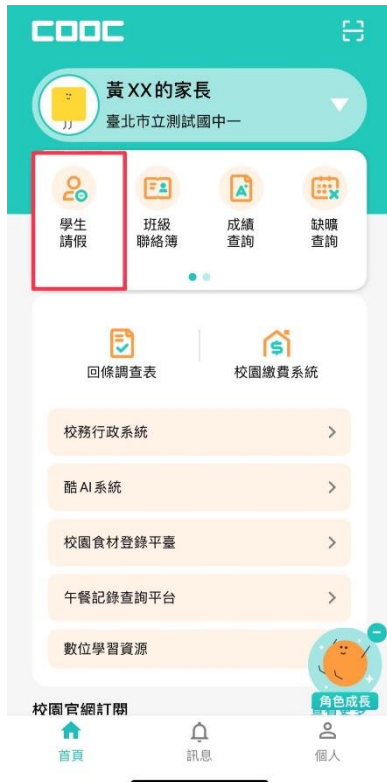 COOC
黃XX的家長
臺北市立測試國中一
學生
請假
班級
聯絡簿
成績
查詢
缺曠
查詢
回條調查表
校園繳費系統
校務行政系統
酷AI系統
校園食材登錄平臺
午餐記錄查詢平台
數位學習資源
角色成長
校園官網訂閱
首頁
訊息
個人